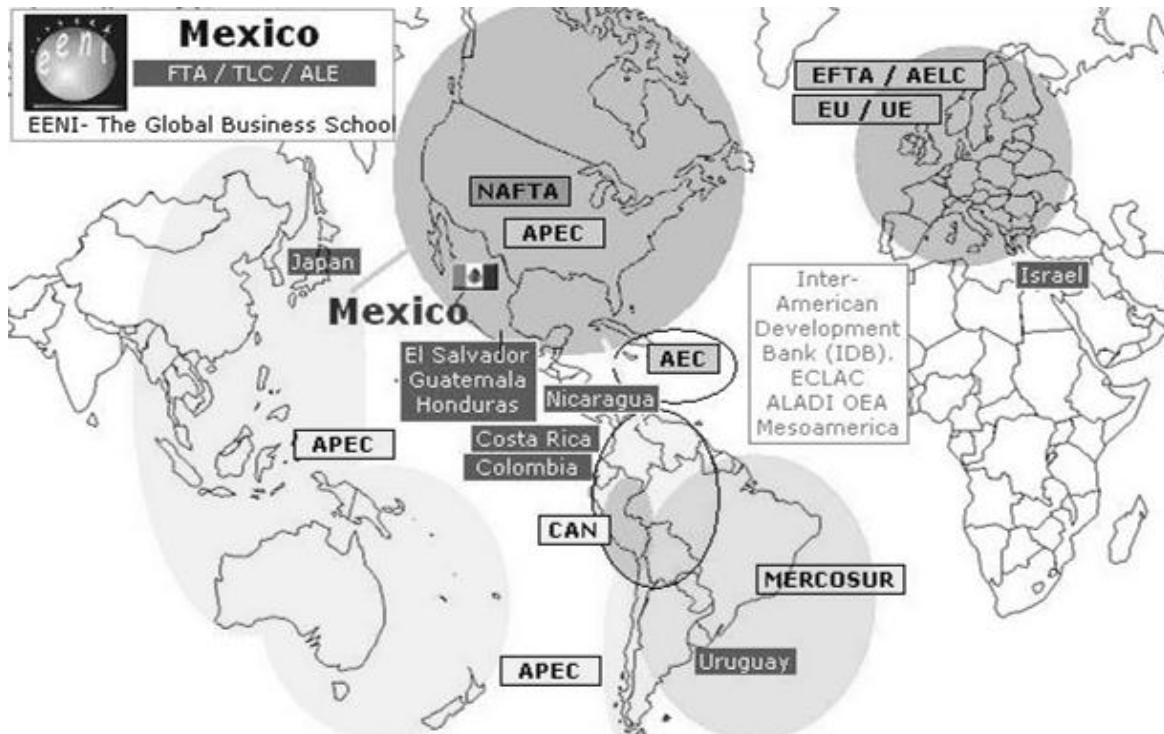 eeni
Mexico
FTA / TLC / ALE
EENI- The Global Business School
EFTA / AELC
EU / UE
NAFTA
APEC
Japan
Mexico
Israel
Inter-
American
Development
Bank (IDB).
ECLAC
ALADI OEA
Mesoamerica
El Salvador
Guatemala
Honduras
AEC
Nicaragua
Costa Rica
Colombia
APEC
CAN
MERCOSUR
Uruguay
APEC